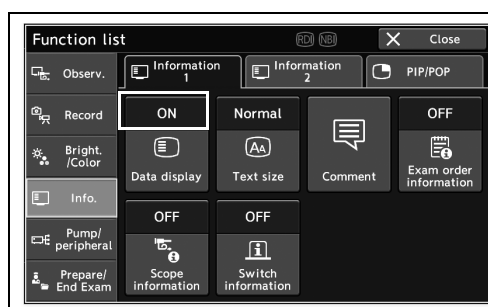 Function list
RDI NBI
Close
Observ.
Record
Bright.
/Color
Info.
Pump/
peripheral
Prepare/
End Exam
Information
1
Information
2
PIP/POP
ON
Data display
Normal
AA
Text size
Comment
OFF
Exam order
information
OFF
Scope
information
OFF
Switch
information